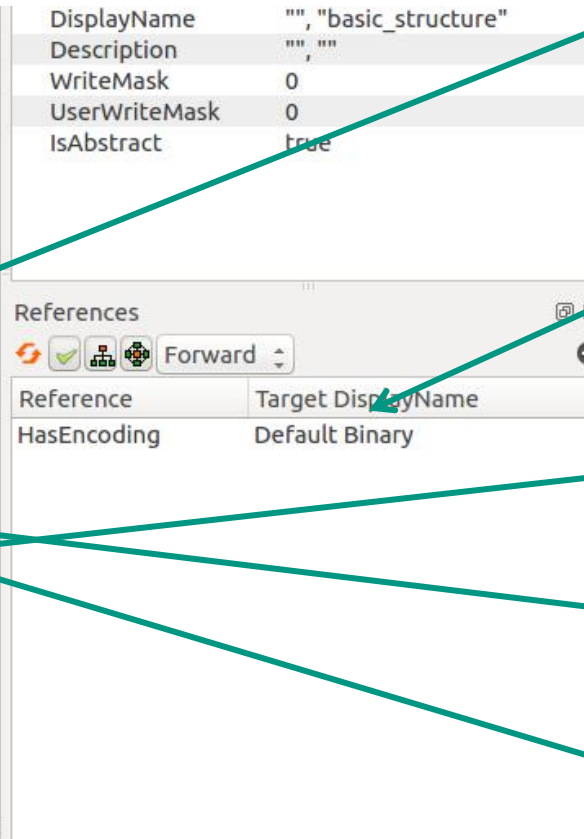 DisplayName "", "basic_structure"
Description "", ""
WriteMask 0
UserWriteMask 0
IsAbstract true
References
Forward
Reference Target DisplayName
HasEncoding Default Binary